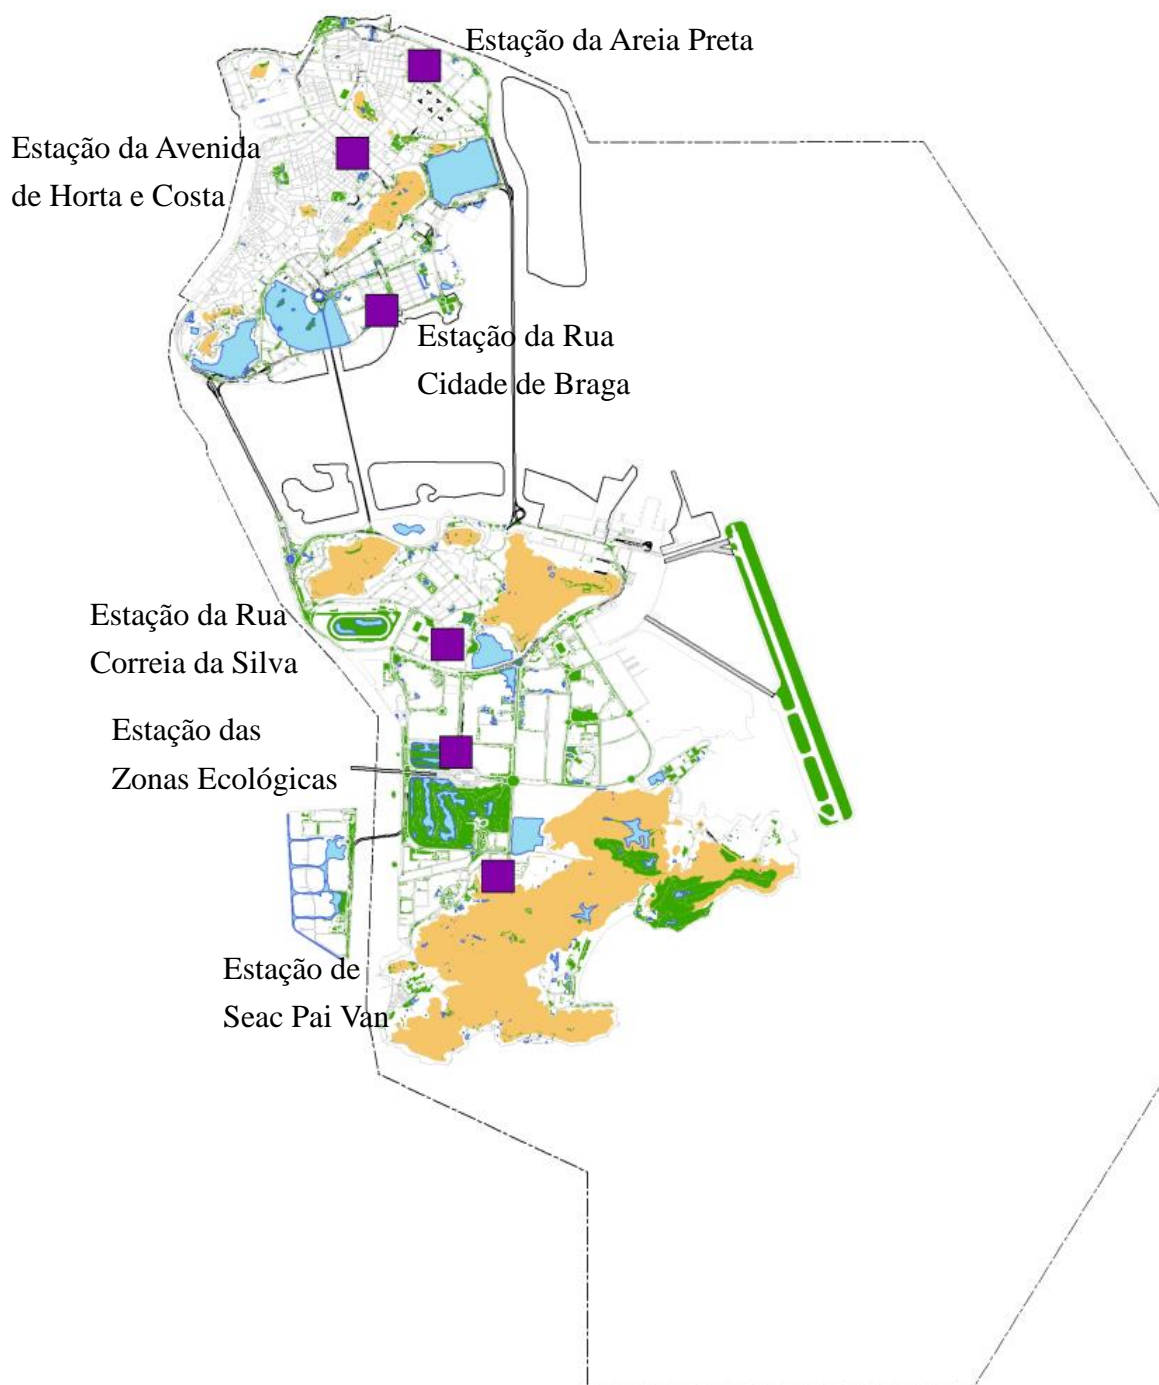 Estação da Areia Preta
Estação da Avenida
de Horta e Costa
Estação da Rua
Cidade de Braga
Estação da Rua
Correia da Silva
Estação das
Zonas Ecológicas
Estação de
Seac Pai Van